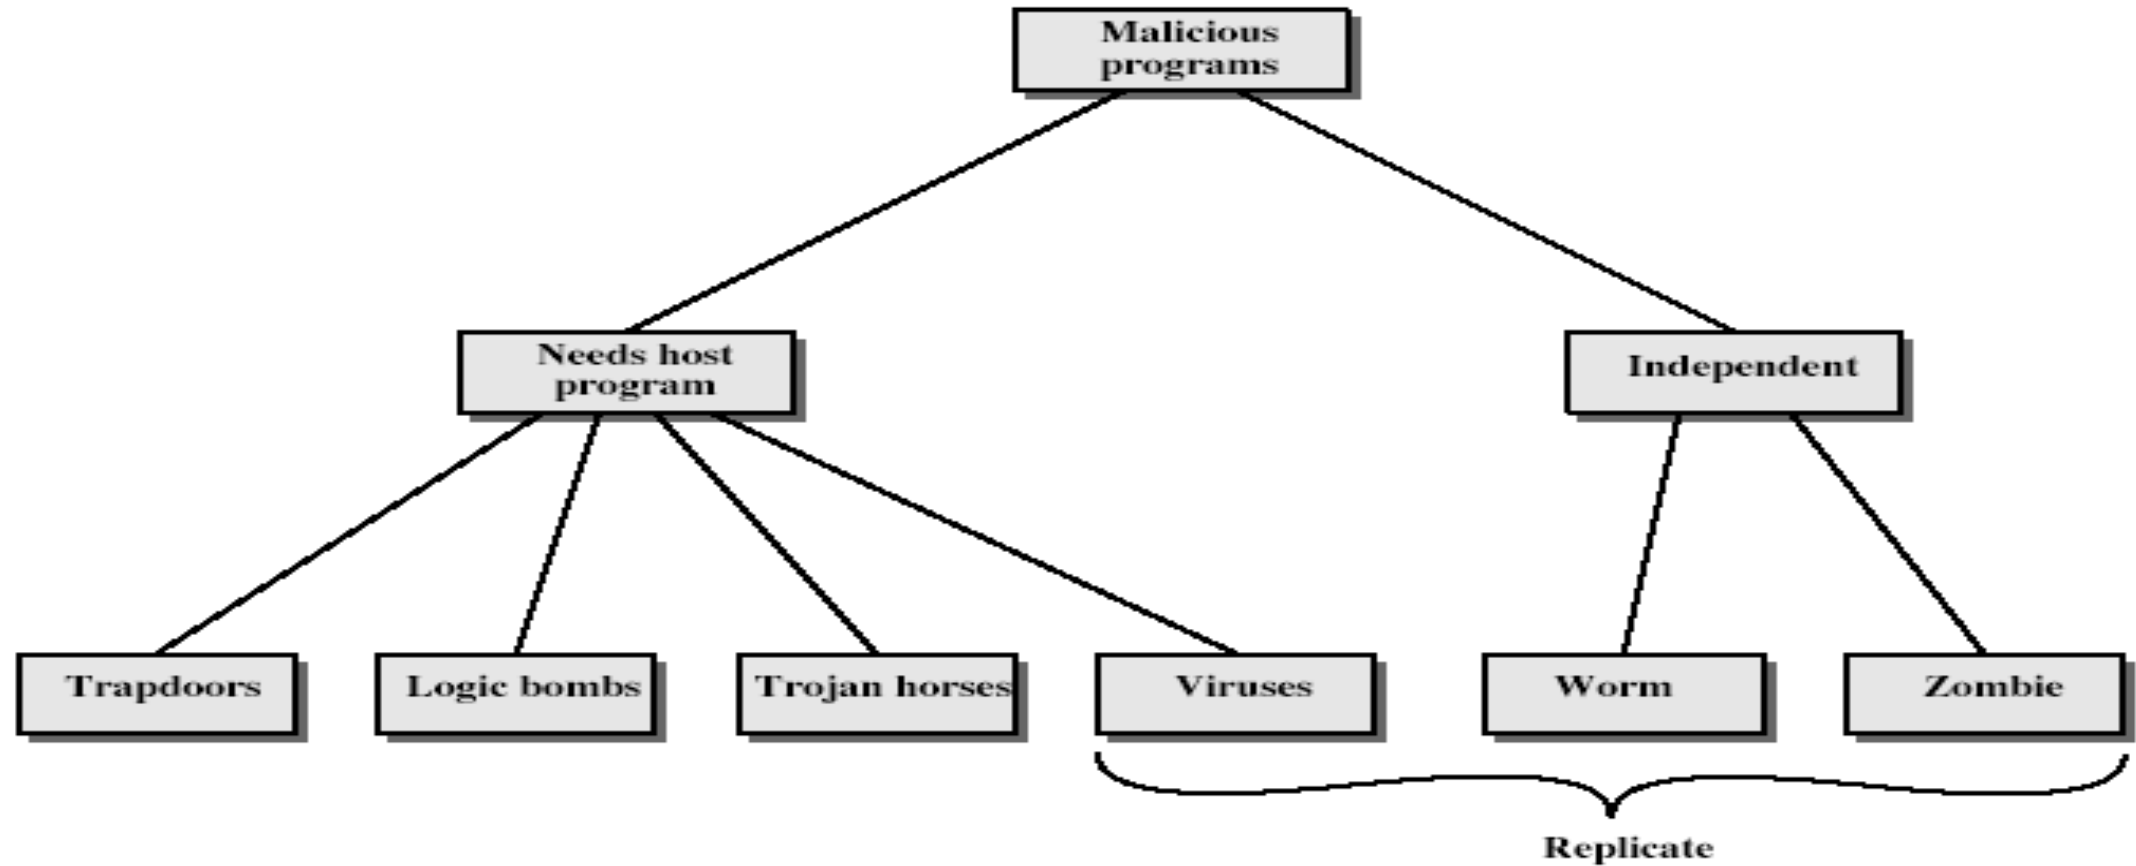 Malicious
programs
Needs host
program
Independent
Trapdoors
Logic bombs
Trojan horses
Viruses
Worm
Zombie
Replicate